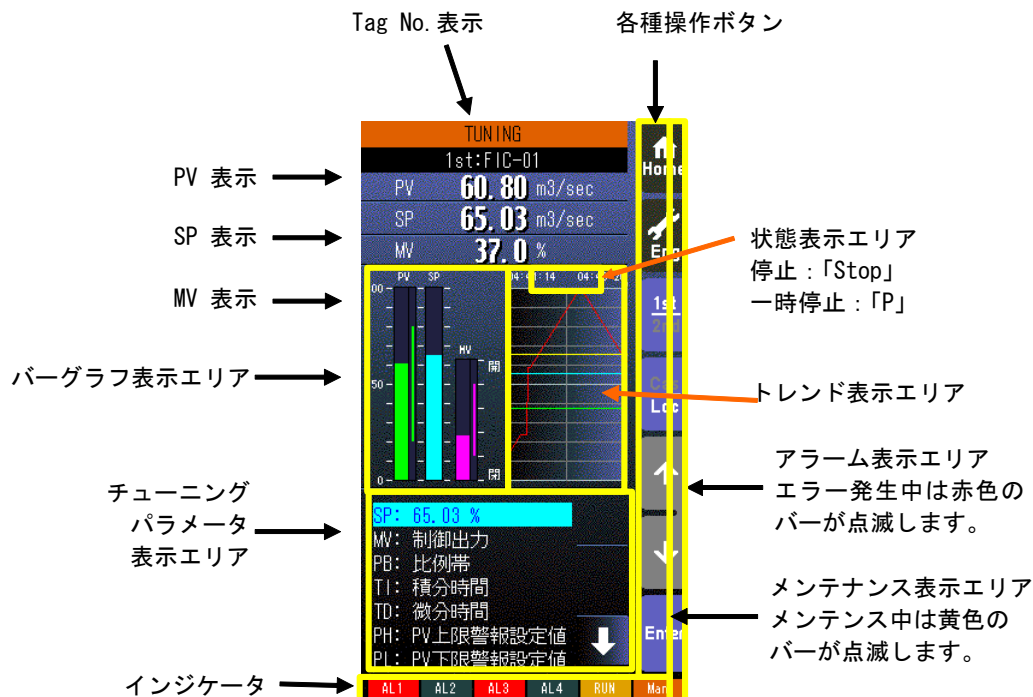 Tag No.表示
各種操作ボタン
TUNING
1st:FIC-01
PV 60.80 m3/sec
SP 65.03 m3/sec
MV 37.0 %
PV 表示
SP 表示
MV 表示
バーグラフ表示エリア
チューニング
パラメータ
表示エリア
インジケータ
PV SP
00
50
0
MV
開
閉
Home
Eng
1st
2nd
Cas
Loc
Enter
状態表示エリア
停止：「Stop」
一時停止：「P」
トレンド表示エリア
アラーム表示エリア
エラー発生中は赤色の
バーが点滅します。
メンテナンス表示エリア
メンテンス中は黄色の
バーが点滅します。
SP: 65.03 %
MV: 制御出力
PB: 比例帯
TI: 積分時間
TD: 微分時間
PH: PV上限警報設定値
PL: PV下限警報設定値
AL1 AL2 AL3 AL4 RUN